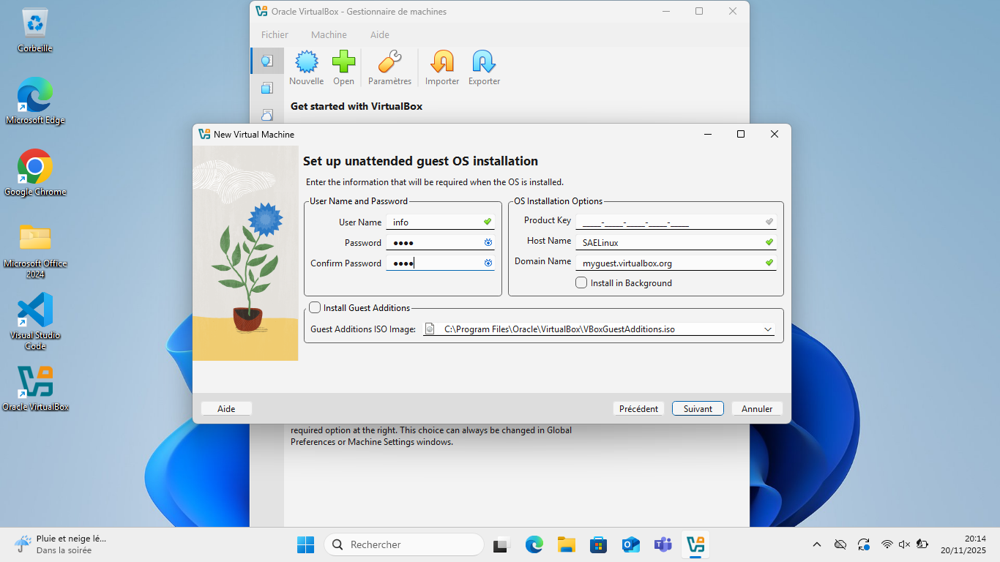 Corbeille
Microsoft Edge
Google Chrome
Microsoft Office
2024
Visual Studio
Code
Oracle VirtualBox
Oracle VirtualBox - Gestionnaire de machines
Fichier Machine Aide
Nouvelle Open Paramètres Importer Exporter
Get started with VirtualBox
New Virtual Machine
Set up unattended guest OS installation
Enter the information that will be required when the OS is installed.
User Name and Password
User Name info
Password ●●●●
Confirm Password ●●●●
OS Installation Options
Product Key _____-_____-_____-_____-_____
Host Name SAELinux
Domain Name myguest.virtualbox.org
Install in Background
Install Guest Additions
Guest Additions ISO Image: C:\Program Files\Oracle\VirtualBox\VBoxGuestAdditions.iso
Aide Précédent Suivant Annuler
required option at the right. This choice can always be changed in Global
Preferences or Machine Settings windows.
Pluie et neige lé...
Dans la soirée
Rechercher
20:14
20/11/2025